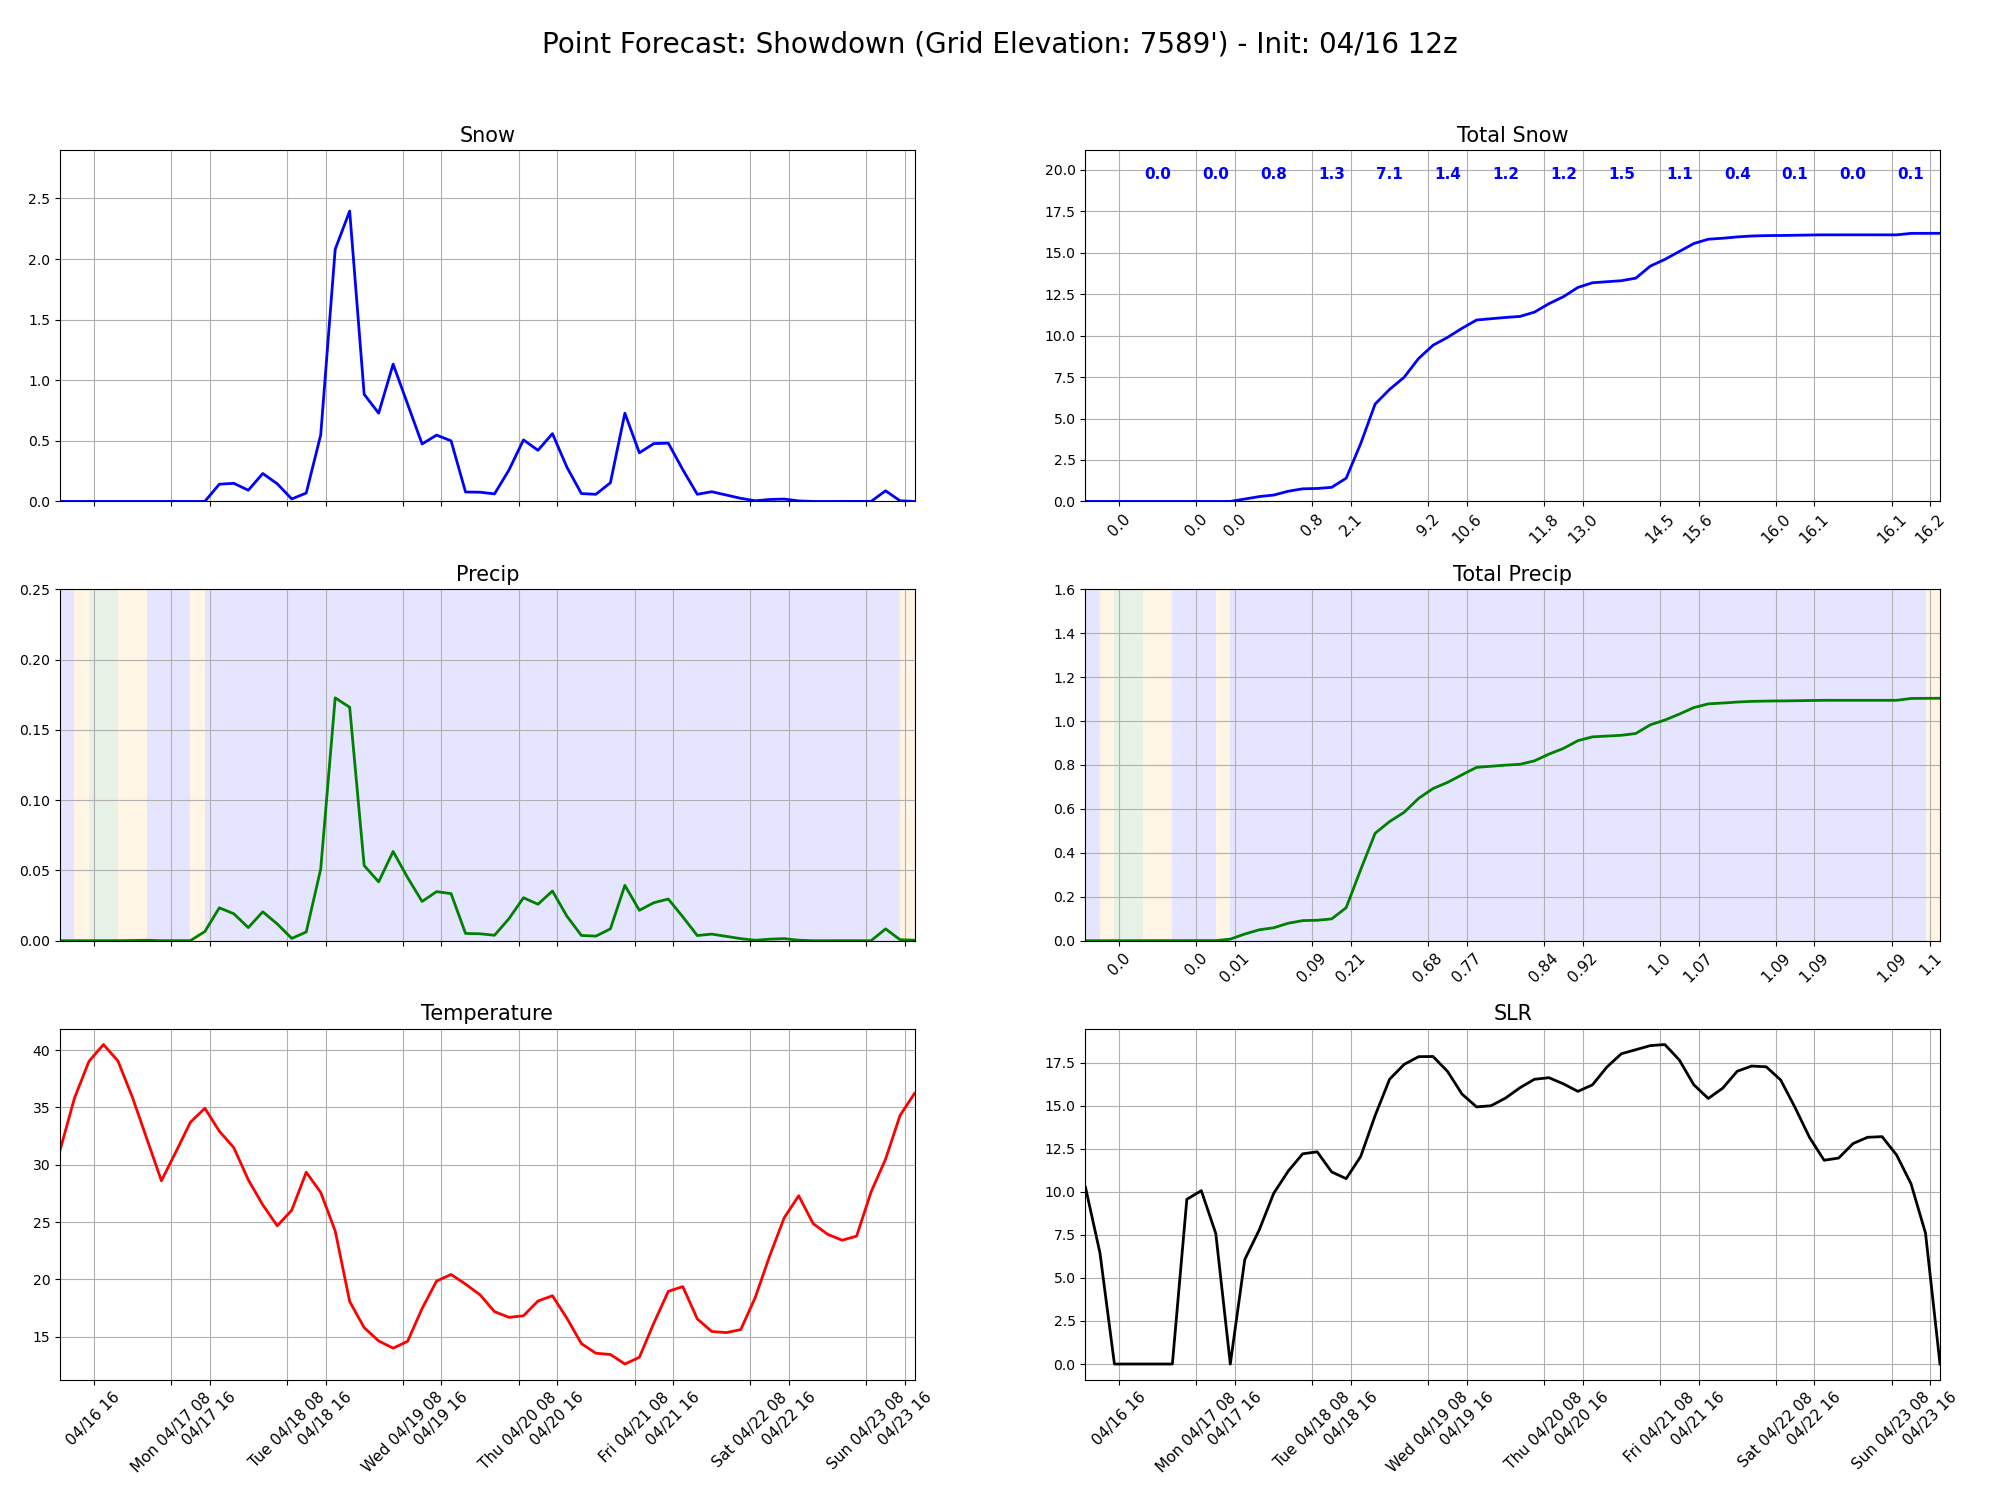 Point Forecast: Showdown (Grid Elevation: 7589') - Init: 04/16 12z
Snow
2.5
2.0
1.5
1.0
0.5
0.0
Total Snow
20.0
17.5
15.0
12.5
10.0
7.5
5.0
2.5
0.0
0.0 0.0 0.8 1.3 7.1 1.4 1.2 1.2 1.5 1.1 0.4 0.1 0.0 0.1
0.0 0.0 0.0 0.8 2.1 9.2 10.6 11.8 13.0 14.5 15.6 16.0 16.1 16.1 16.2
Precip
0.25
0.20
0.15
0.10
0.05
0.00
Total Precip
1.6
1.4
1.2
1.0
0.8
0.6
0.4
0.2
0.0
0.0 0.0 0.01 0.09 0.21 0.68 0.77 0.84 0.92 1.0 1.07 1.09 1.09 1.09 1.1
Temperature
40
35
30
25
20
15
04/16 16
Mon 04/17 08
04/17 16
Tue 04/18 08
04/18 16
Wed 04/19 08
04/19 16
Thu 04/20 08
04/20 16
Fri 04/21 08
04/21 16
Sat 04/22 08
04/22 16
Sun 04/23 08
04/23 16
SLR
17.5
15.0
12.5
10.0
7.5
5.0
2.5
0.0
04/16 16
Mon 04/17 08
04/17 16
Tue 04/18 08
04/18 16
Wed 04/19 08
04/19 16
Thu 04/20 08
04/20 16
Fri 04/21 08
04/21 16
Sat 04/22 08
04/22 16
Sun 04/23 08
04/23 16